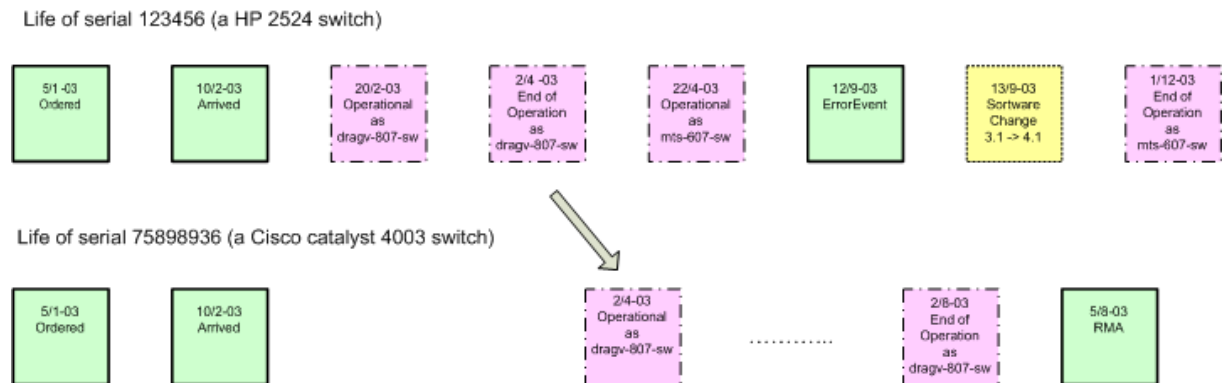 Life of serial 123456 (a HP 2524 switch)
5/1-03
Ordered
10/2-03
Arrived
20/2-03
Operational
as
dragv-807-sw
2/4 -03
End of
Operation
as
dragv-807-sw
22/4-03
Operational
as
mts-607-sw
12/9-03
ErrorEvent
13/9-03
Sortware
Change
3.1 -> 4.1
1/12-03
End of
Operation
as
mts-607-sw
Life of serial 75898936 (a Cisco catalyst 4003 switch)
5/1-03
Ordered
10/2-03
Arrived
2/4-03
Operational
as
dragv-807-sw
2/8-03
End of
Operation
as
dragv-807-sw
5/8-03
RMA